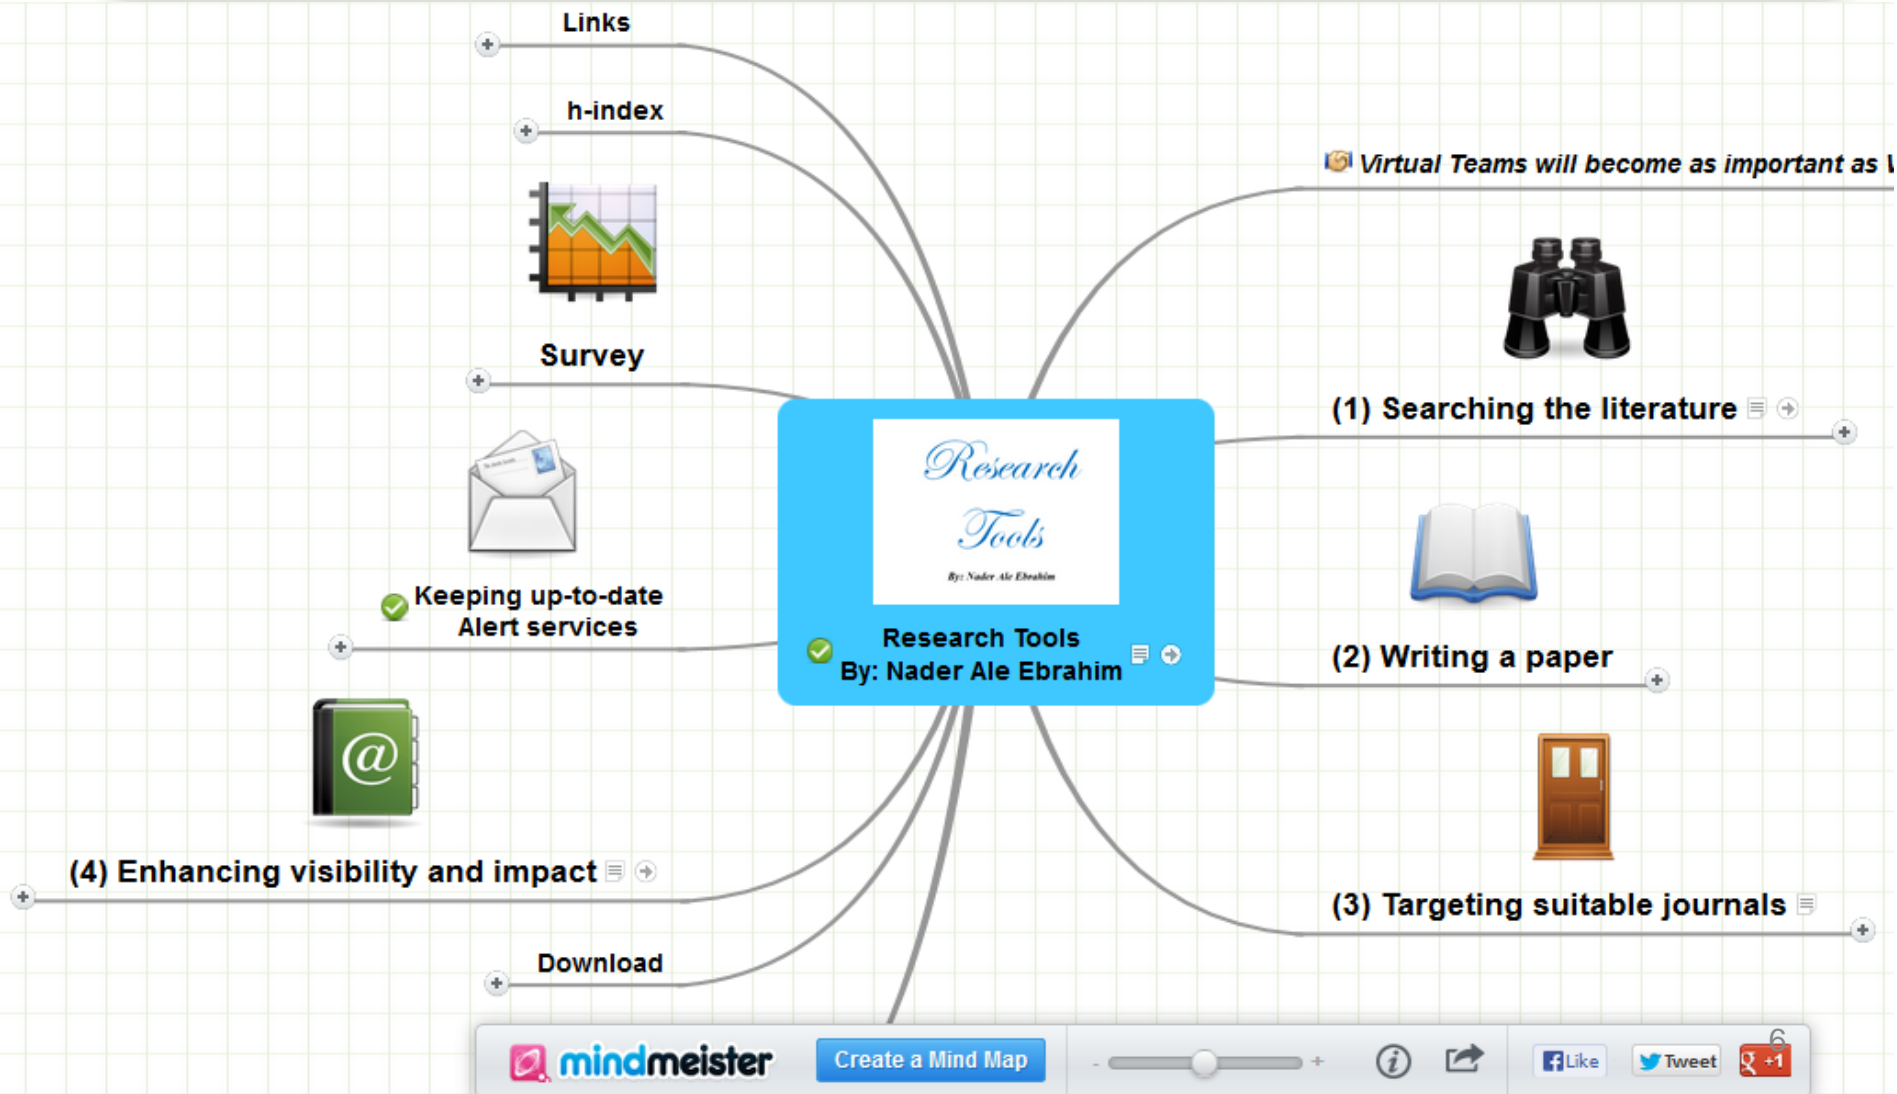 Links
h-index
Survey
Keeping up-to-date
Alert services
(4) Enhancing visibility and impact
Download
Research
Tools
By: Nader Ale Ebrahim
Research Tools
By: Nader Ale Ebrahim
Virtual Teams will become as important as
(1) Searching the literature
(2) Writing a paper
(3) Targeting suitable journals
mindmeister
Create a Mind Map
- +
Like
Tweet
+1
6